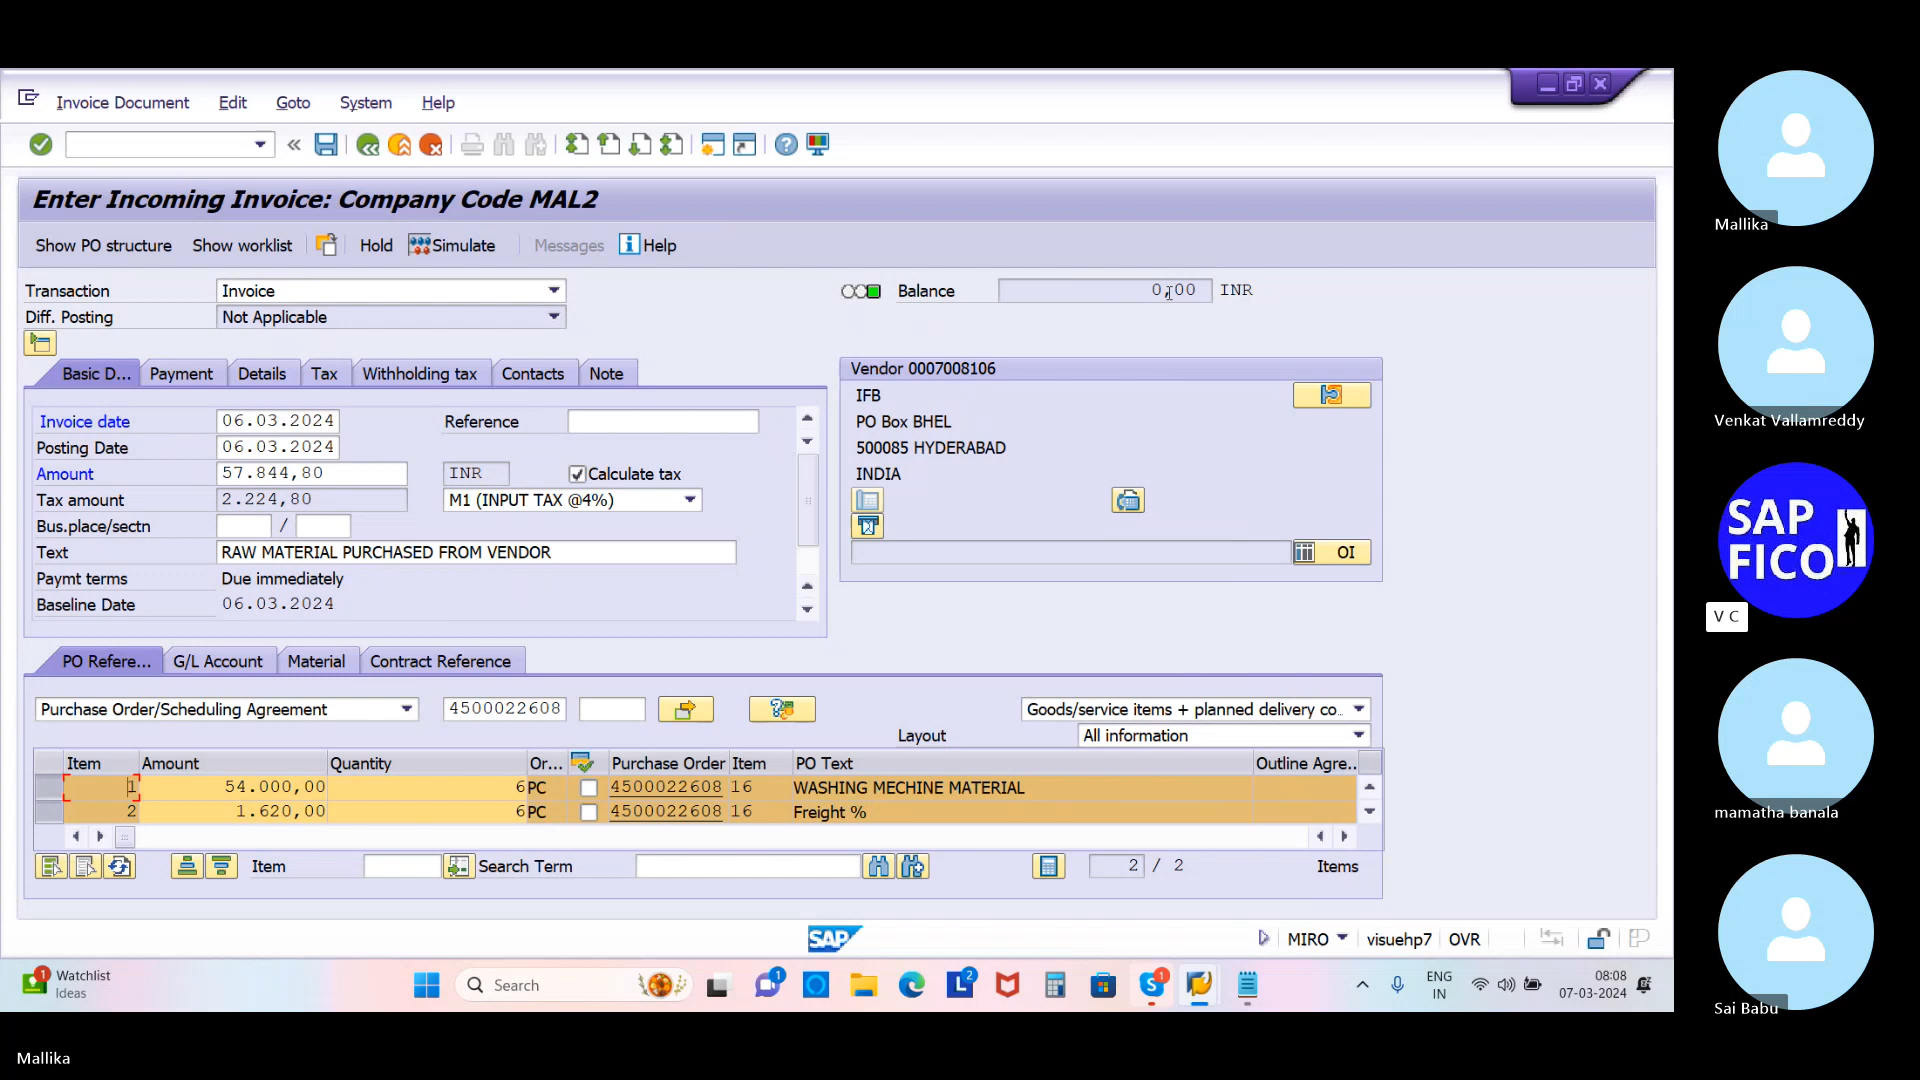 Invoice Document Edit Goto System Help
Enter Incoming Invoice: Company Code MAL2
Show PO structure Show worklist Hold Simulate Messages Help
Transaction Invoice Balance 0,00 INR
Diff. Posting Not Applicable
Basic D... Payment Details Tax Withholding tax Contacts Note
Vendor 0007008106
IFB
PO Box BHEL
500085 HYDERABAD
INDIA
OI
Invoice date 06.03.2024 Reference
Posting Date 06.03.2024
Amount 57.844,80 INR Calculate tax
Tax amount 2.224,80 M1 (INPUT TAX @4%)
Bus.place/sectn /
Text RAW MATERIAL PURCHASED FROM VENDOR
Paymt terms Due immediately
Baseline Date 06.03.2024
PO Refere... G/L Account Material Contract Reference
Purchase Order/Scheduling Agreement 4500022608 Goods/service items + planned delivery co..
Layout All information
Item Amount Quantity Or... Purchase Order Item PO Text Outline Agre..
1 54.000,00 6 PC 4500022608 16 WASHING MECHINE MATERIAL
2 1.620,00 6 PC 4500022608 16 Freight %
Item Search Term 2 / 2 Items
SAP MIRO visuehp7 OVR
1 Watchlist
Ideas
Search 1 2 1
ENG
IN
08:08
07-03-2024
Mallika
Venkat Vallamreddy
SAP
FICO
V C
mamatha banala
Sai Babu
Mallika